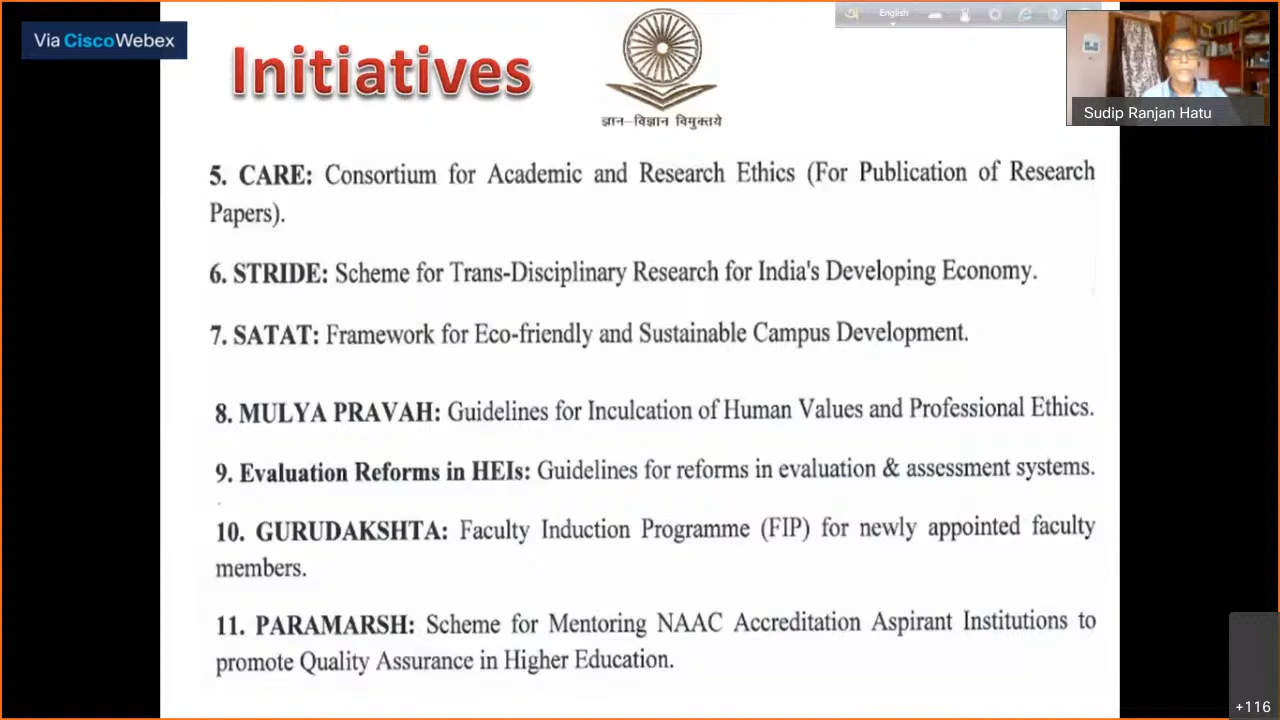 Via CiscoWebex
English
Initiatives
ज्ञान-विज्ञान विमुक्तये
Sudip Ranjan Hatu
5. CARE: Consortium for Academic and Research Ethics (For Publication of Research
Papers).
6. STRIDE: Scheme for Trans-Disciplinary Research for India's Developing Economy.
7. SATAT: Framework for Eco-friendly and Sustainable Campus Development.
8. MULYA PRAVAH: Guidelines for Inculcation of Human Values and Professional Ethics.
9. Evaluation Reforms in HEIs: Guidelines for reforms in evaluation & assessment systems.
10. GURUDAKSHTA: Faculty Induction Programme (FIP) for newly appointed faculty
members.
11. PARAMARSH: Scheme for Mentoring NAAC Accreditation Aspirant Institutions to
promote Quality Assurance in Higher Education.
+116